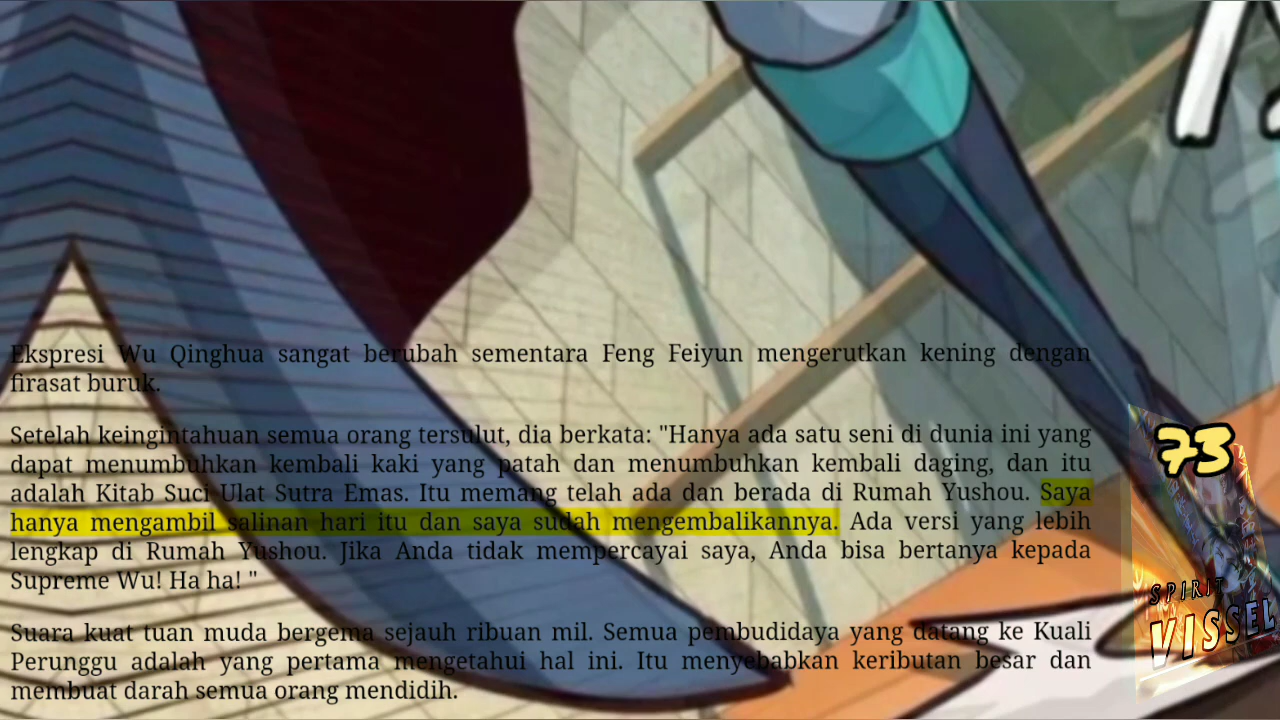 Ekspresi Wu Qinghua sangat berubah sementara Feng Feiyun mengerutkan kening dengan
firasat buruk.
Setelah keingintahuan semua orang tersulut, dia berkata: "Hanya ada satu seni di dunia ini yang
dapat menumbuhkan kembali kaki yang patah dan menumbuhkan kembali daging, dan itu
adalah Kitab Suci Ulat Sutra Emas. Itu memang telah ada dan berada di Rumah Yushou. Saya
hanya mengambil salinan hari itu dan saya sudah mengembalikannya. Ada versi yang lebih
lengkap di Rumah Yushou. Jika Anda tidak mempercayai saya, Anda bisa bertanya kepada
Supreme Wu! Ha ha! "
Suara kuat tuan muda bergema sejauh ribuan mil. Semua pembudidaya yang datang ke Kuali
Perunggu adalah yang pertama mengetahui hal ini. Itu menyebabkan keributan besar dan
membuat darah semua orang mendidih.
73
SPIRIT
VISSEL